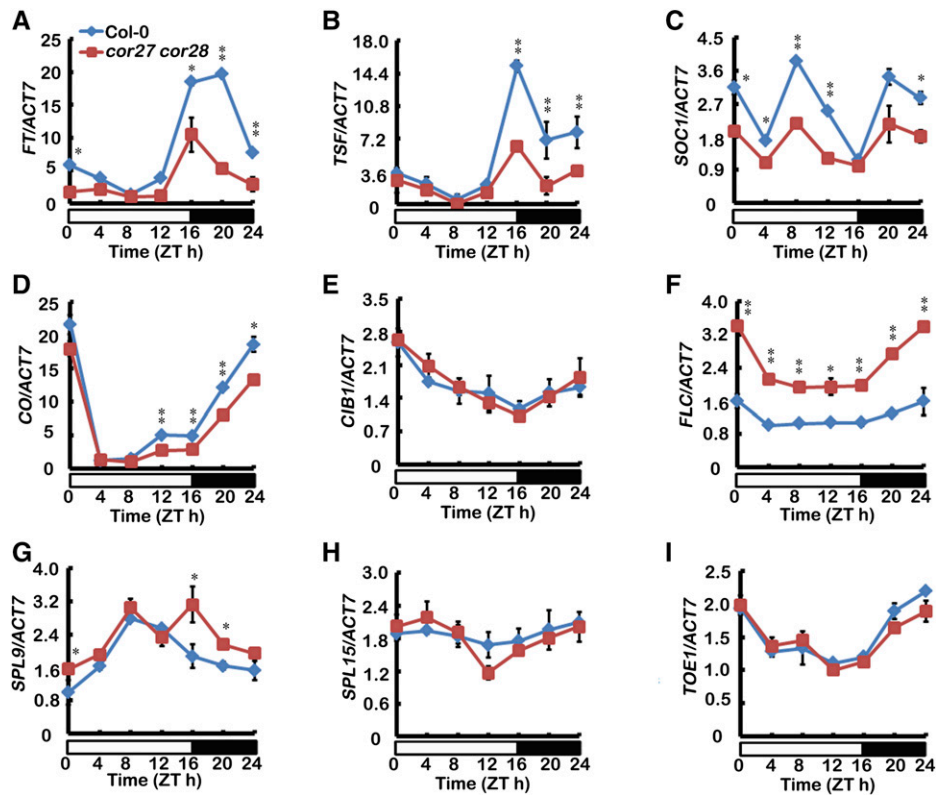 A
Col-0
cor27 cor28
FT/ACT7
25
20
15
10
5
0
*
*
**
**
0 4 8 12 16 20 24
Time (ZT h)
B
TSF/ACT7
18.0
14.4
10.8
7.2
3.6
0
**
**
**
0 4 8 12 16 20 24
Time (ZT h)
C
SOC1/ACT7
4.5
3.6
2.7
1.8
0.9
0
*
*
**
**
*
0 4 8 12 16 20 24
Time (ZT h)
D
CO/ACT7
25
20
15
10
5
0
**
**
**
*
0 4 8 12 16 20 24
Time (ZT h)
E
CIB1/ACT7
3.5
2.8
2.1
1.4
0.7
0
0 4 8 12 16 20 24
Time (ZT h)
F
FLC/ACT7
4.0
3.2
2.4
1.6
0.8
0
**
**
**
*
**
**
**
0 4 8 12 16 20 24
Time (ZT h)
G
SPL9/ACT7
4.0
3.2
2.4
1.6
0.8
0
*
*
*
0 4 8 12 16 20 24
Time (ZT h)
H
SPL15/ACT7
3.0
2.4
1.8
1.2
0.6
0
0 4 8 12 16 20 24
Time (ZT h)
I
TOE1/ACT7
2.5
2.0
1.5
1.0
0.5
0
0 4 8 12 16 20 24
Time (ZT h)